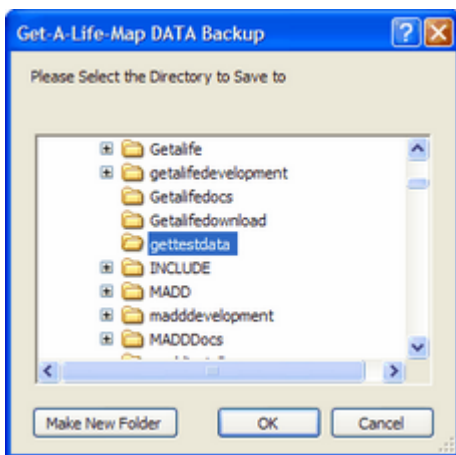 Get-A-Life-Map DATA Backup
Please Select the Directory to Save to
Getalife
getalifedevelopment
Getalifedocs
Getalifedownload
gettestdata
INCLUDE
MADD
madddevelopment
MADDDocs
Make New Folder
OK
Cancel